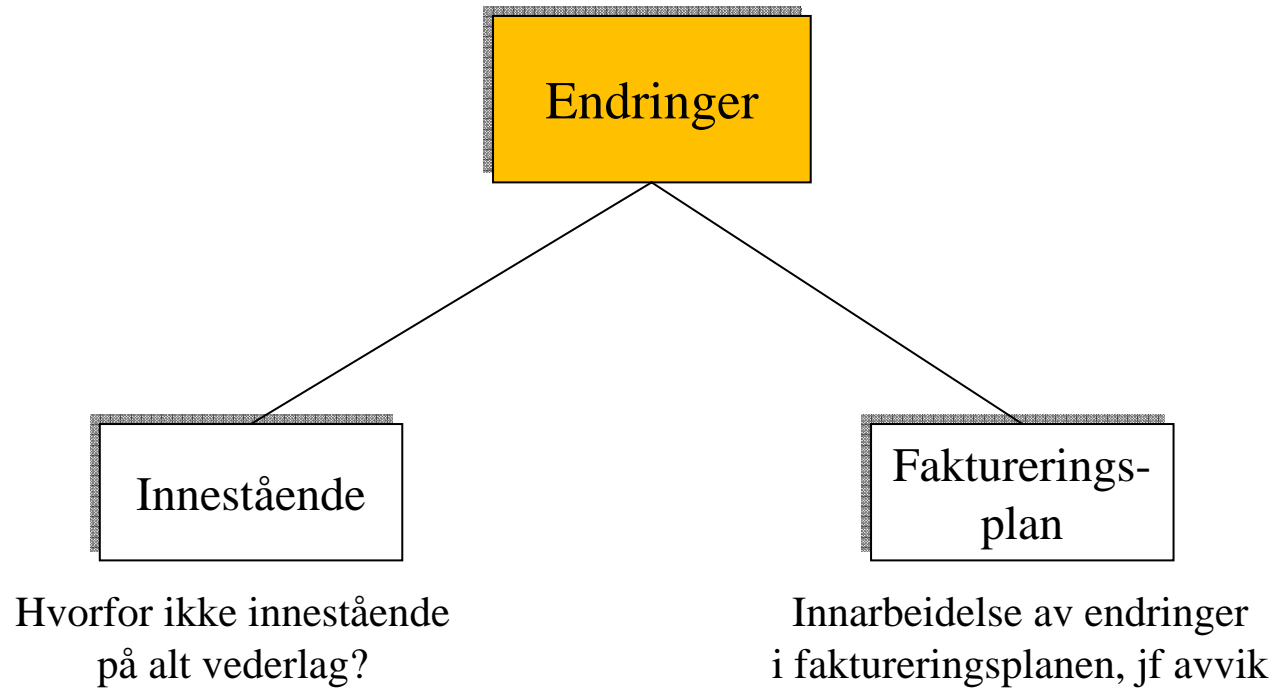 Endringer
Innestående
Fakturerings-
plan
Hvorfor ikke innestående
på alt vederlag?
Innarbeidelse av endringer
i faktureringsplanen, jf avvik